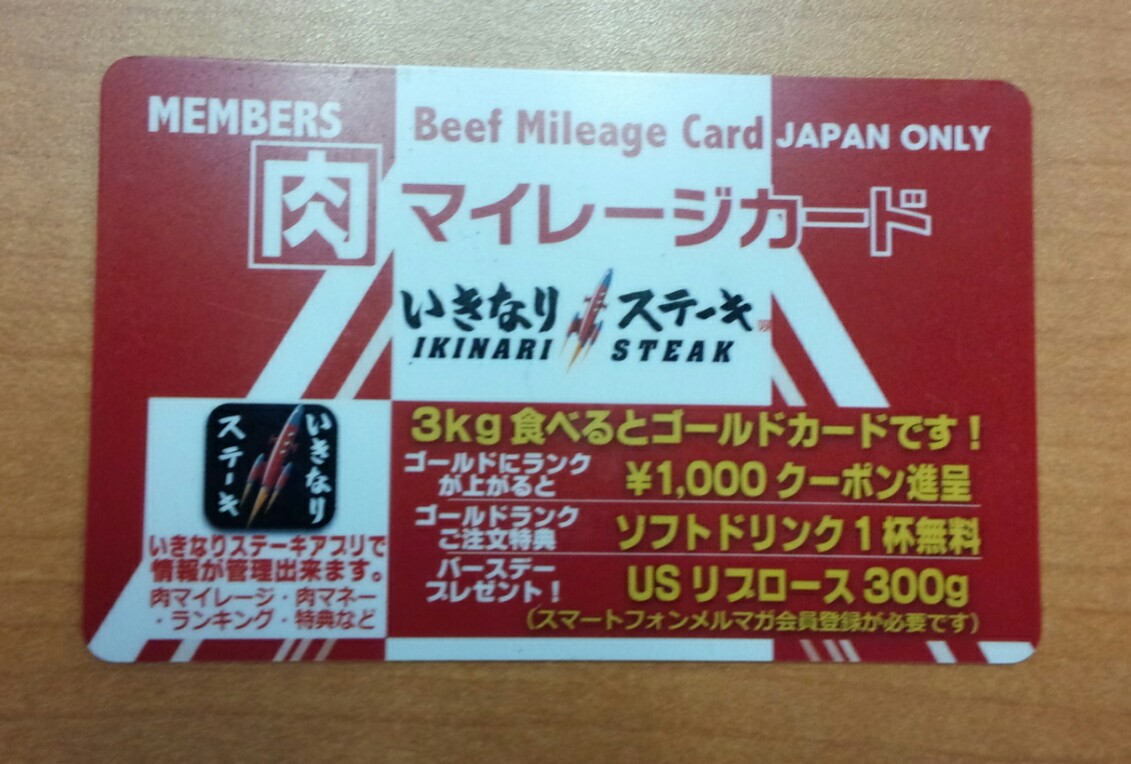 MEMBERS
Beef Mileage Card JAPAN ONLY
肉マイレージカード
いきなりステーキ
IKINARI STEAK
いきなり
ステーキ
いきなりステーキアプリで
情報が管理出来ます。
肉マイレージ・肉マネー
・ランキング・特典など
3kg食べるとゴールドカードです！
ゴールドにランク
が上がると
¥1,000クーポン進呈
ゴールドランク
ご注文特典
ソフトドリンク1杯無料
バースデー
プレゼント！
USリブロース300g
(スマートフォンメルマガ会員登録が必要です)